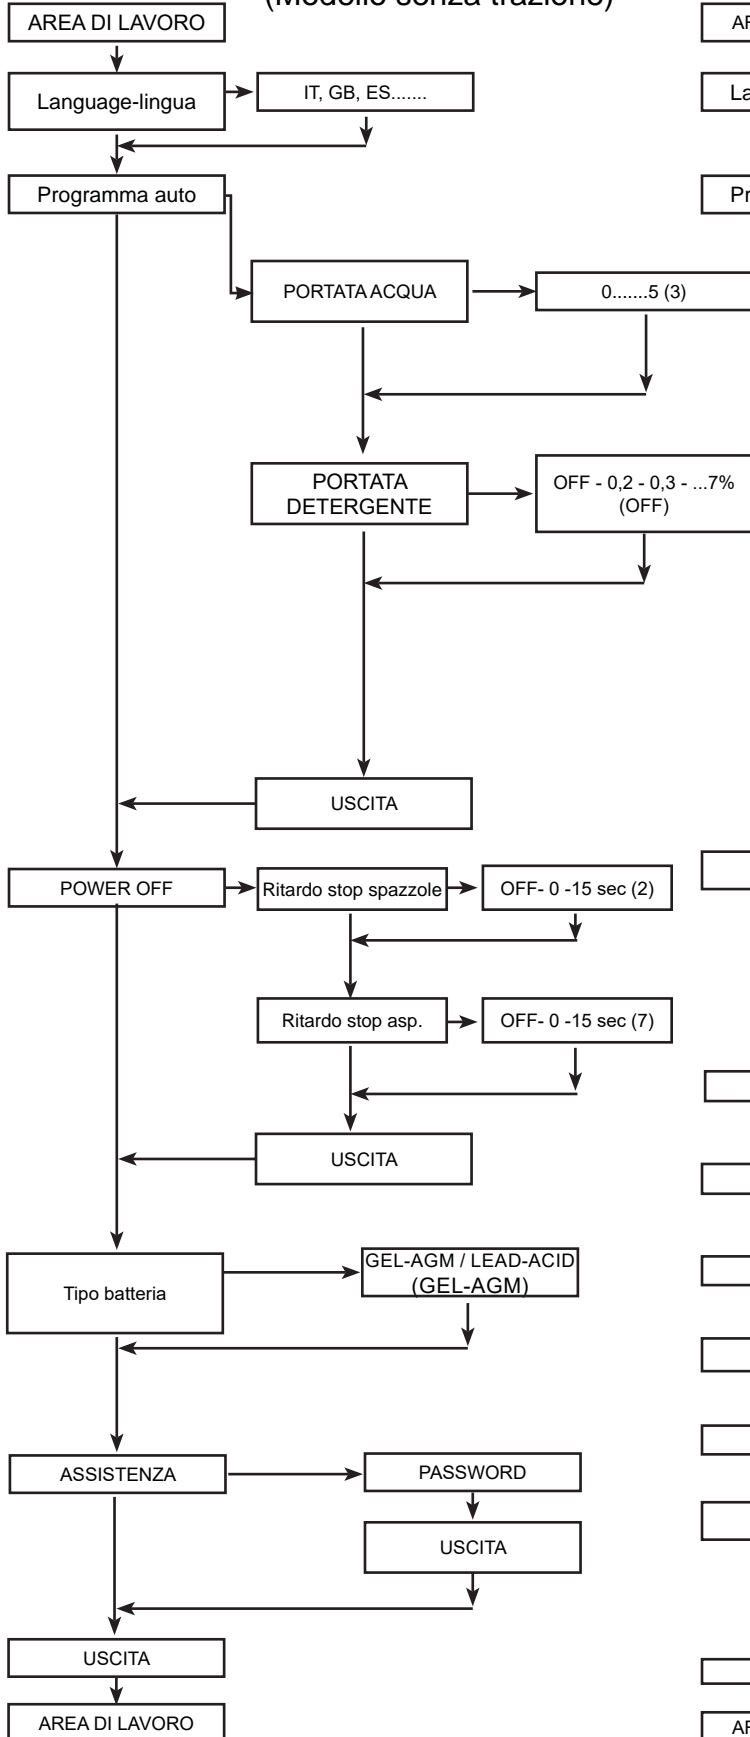 (Modello senza trazione)
AREA DI LAVORO
Language-lingua
IT, GB, ES.......
Programma auto
PORTATA ACQUA
0.......5 (3)
PORTATA
DETERGENTE
OFF - 0,2 - 0,3 - ...7%
(OFF)
USCITA
POWER OFF
Ritardo stop spazzole
OFF- 0 -15 sec (2)
Ritardo stop asp.
OFF- 0 -15 sec (7)
USCITA
Tipo batteria
GEL-AGM / LEAD-ACID
(GEL-AGM)
ASSISTENZA
PASSWORD
USCITA
USCITA
AREA DI LAVORO